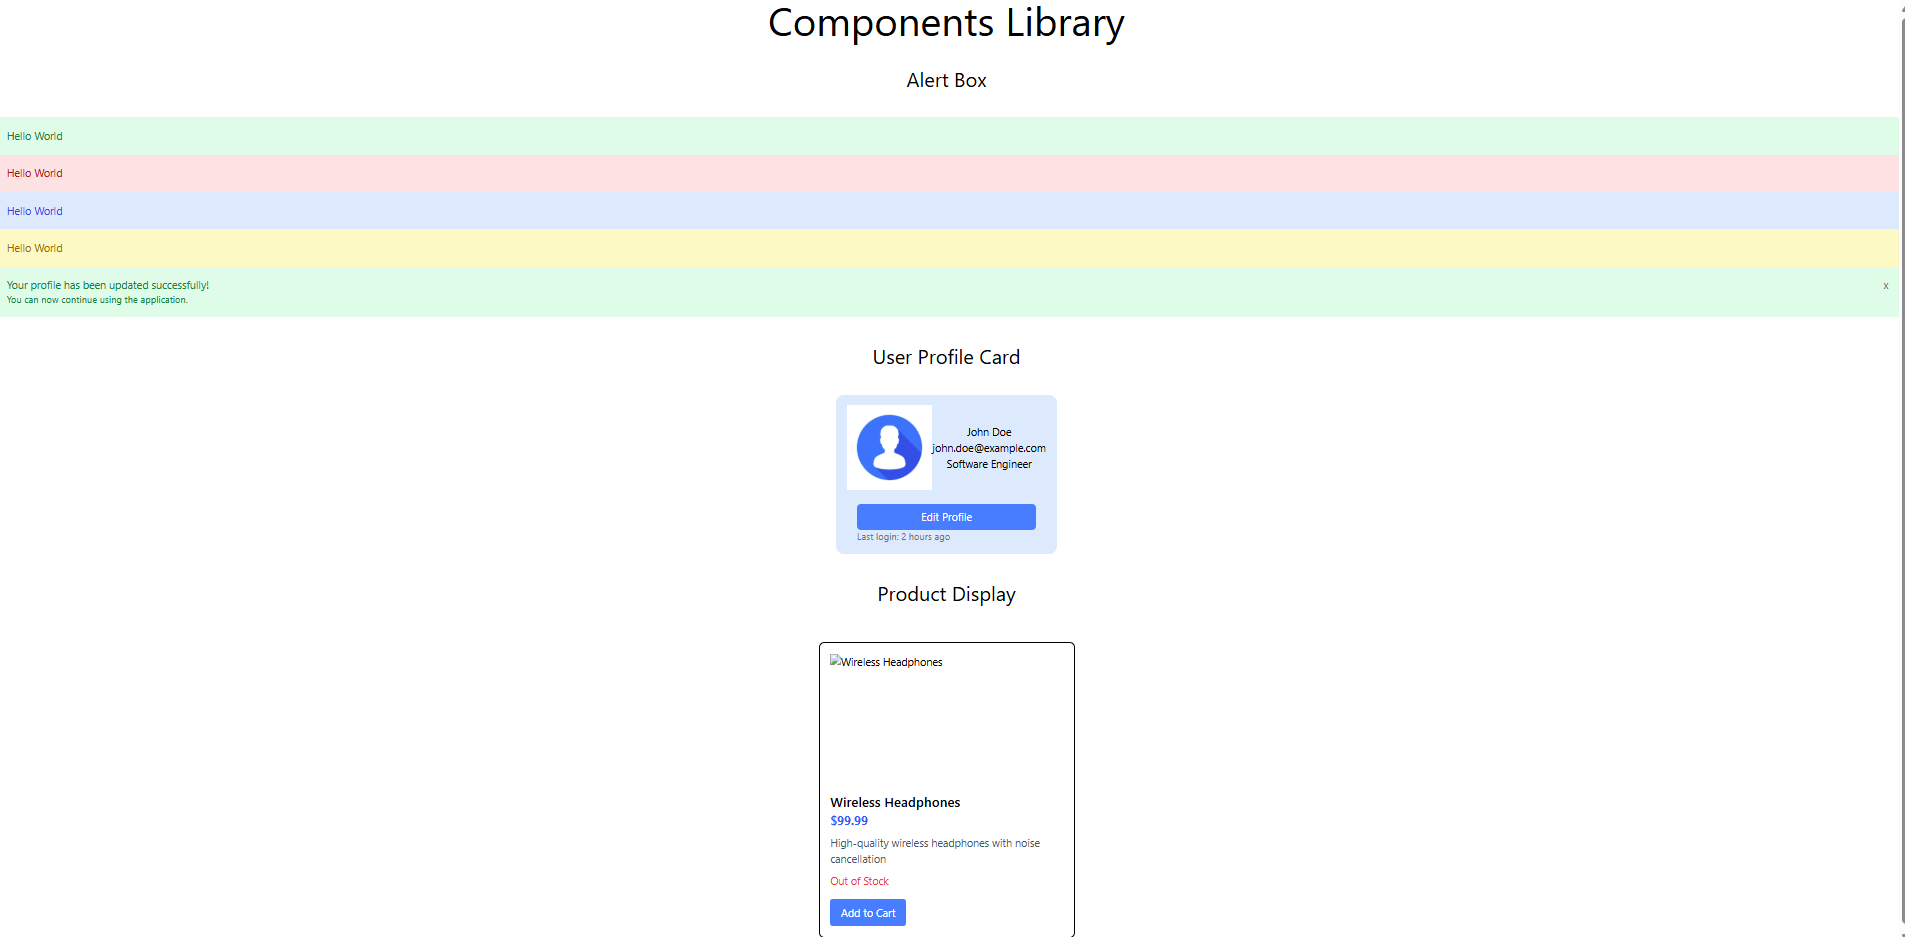 Components Library
Alert Box
Hello World
Hello World
Hello World
Hello World
Your profile has been updated successfully!
x
You can now continue using the application.
User Profile Card
John Doe
john.doe@example.com
Software Engineer
Edit Profile
Last login: 2 hours ago
Product Display
Wireless Headphones
Wireless Headphones
$99.99
High-quality wireless headphones with noise
cancellation
Out of Stock
Add to Cart